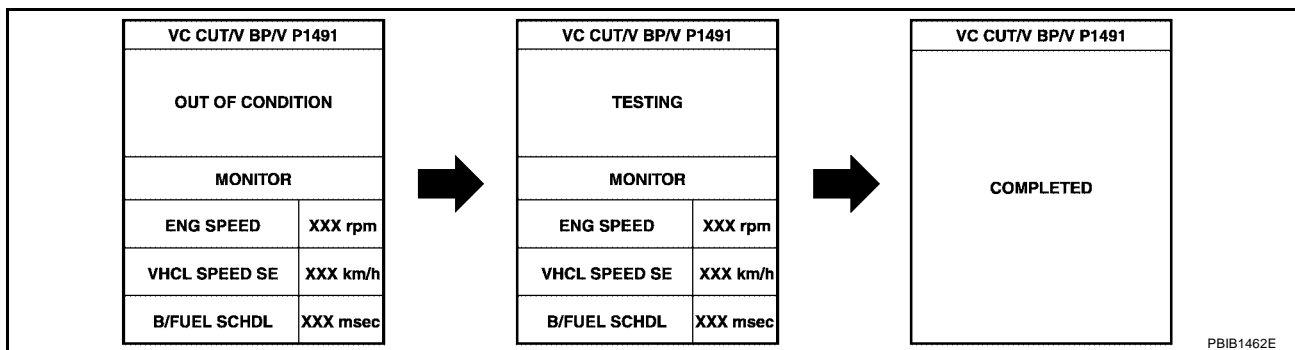 VC CUT/V BP/V P1491
OUT OF CONDITION
MONITOR
ENG SPEED XXX rpm
VHCL SPEED SE XXX km/h
B/FUEL SCHDL XXX msec
VC CUT/V BP/V P1491
TESTING
MONITOR
ENG SPEED XXX rpm
VHCL SPEED SE XXX km/h
B/FUEL SCHDL XXX msec
VC CUT/V BP/V P1491
COMPLETED
PBIB1462E